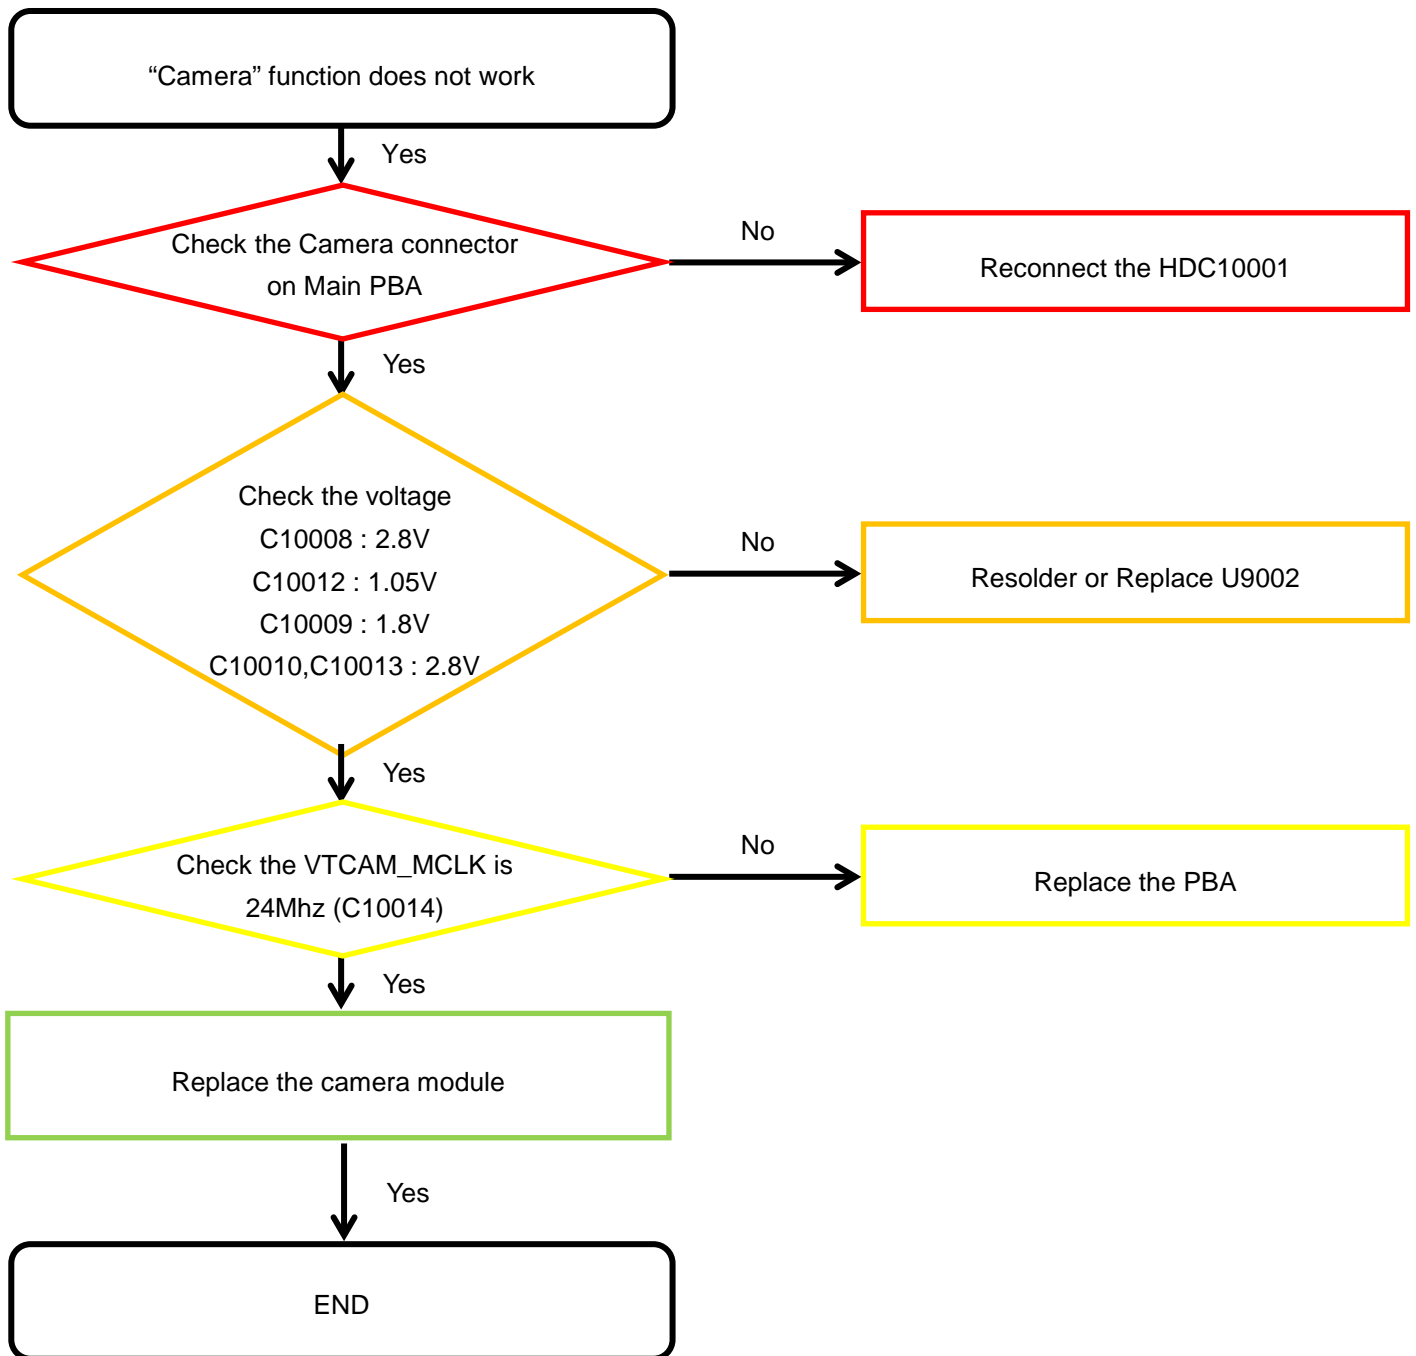 “Camera” function does not work
Yes
Check the Camera connector
on Main PBA
No
Reconnect the HDC10001
Yes
Check the voltage
C10008 : 2.8V
C10012 : 1.05V
C10009 : 1.8V
C10010,C10013 : 2.8V
No
Resolder or Replace U9002
Yes
Check the VTCAM_MCLK is
24Mhz (C10014)
No
Replace the PBA
Yes
Replace the camera module
Yes
END